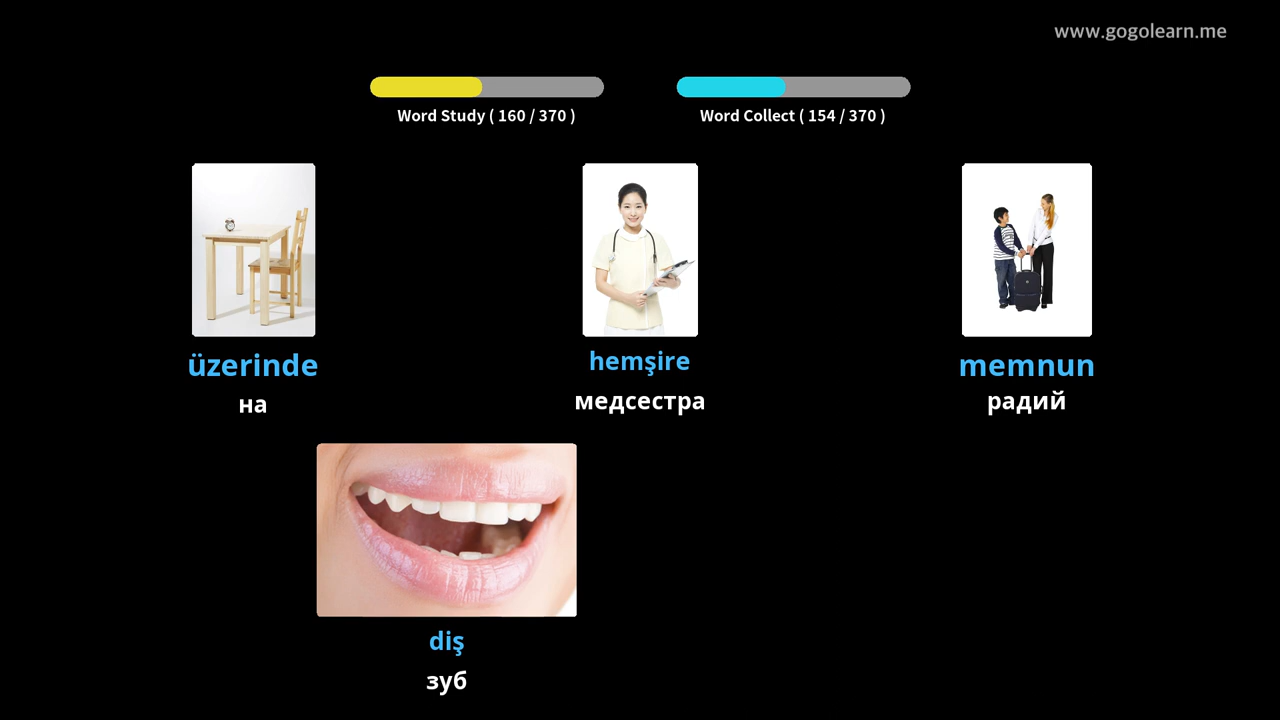 www.gogolearn.me
Word Study ( 160 / 370 )
Word Collect ( 154 / 370 )
üzerinde
на
hemşire
медсестра
memnun
радий
diş
зуб